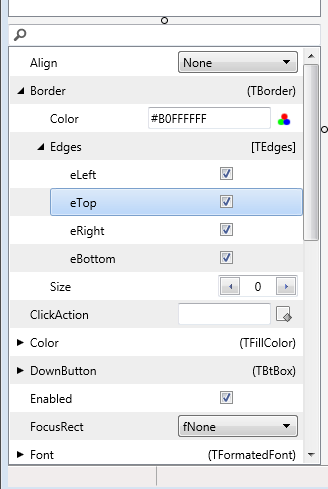 Align None
Border (TBorder)
Color #B0FFFFFF
Edges [TEdges]
eLeft
eTop
eRight
eBottom
Size 0
ClickAction
Color (TFillColor)
DownButton (TBtBox)
Enabled
FocusRect fNone
Font (TFormatedFont)